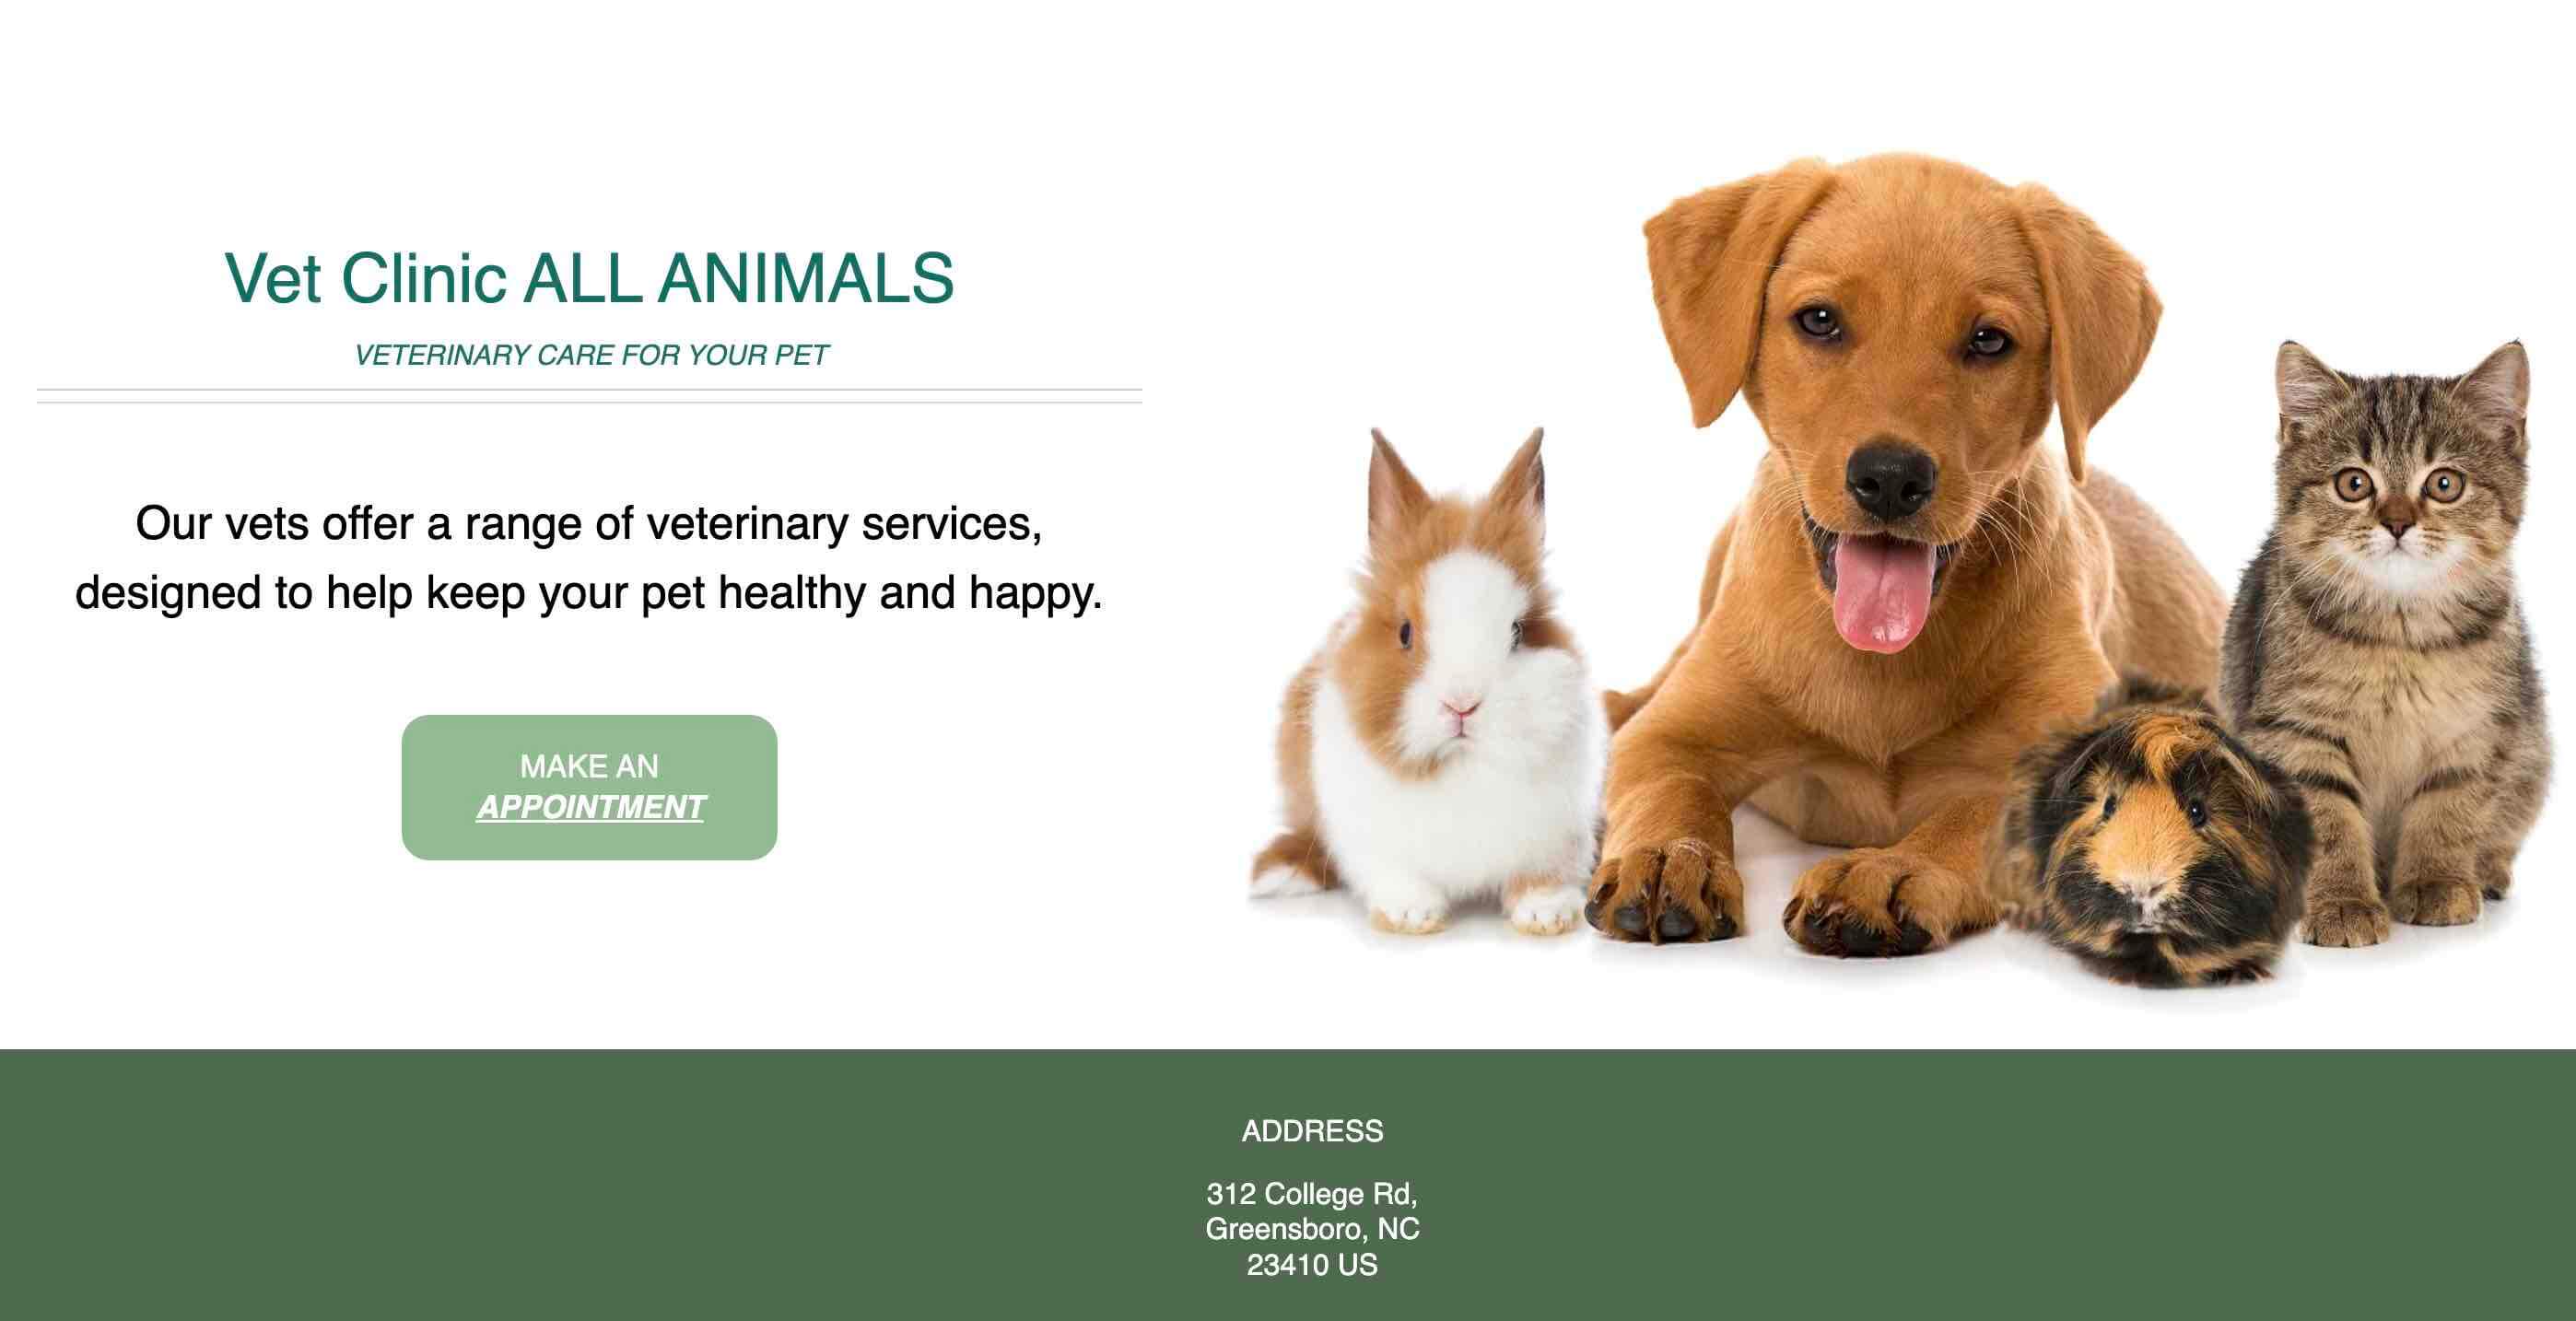 Vet Clinic ALL ANIMALS
VETERINARY CARE FOR YOUR PET
Our vets offer a range of veterinary services,
designed to help keep your pet healthy and happy.
MAKE AN
APPOINTMENT
ADDRESS
312 College Rd,
Greensboro, NC
23410 US